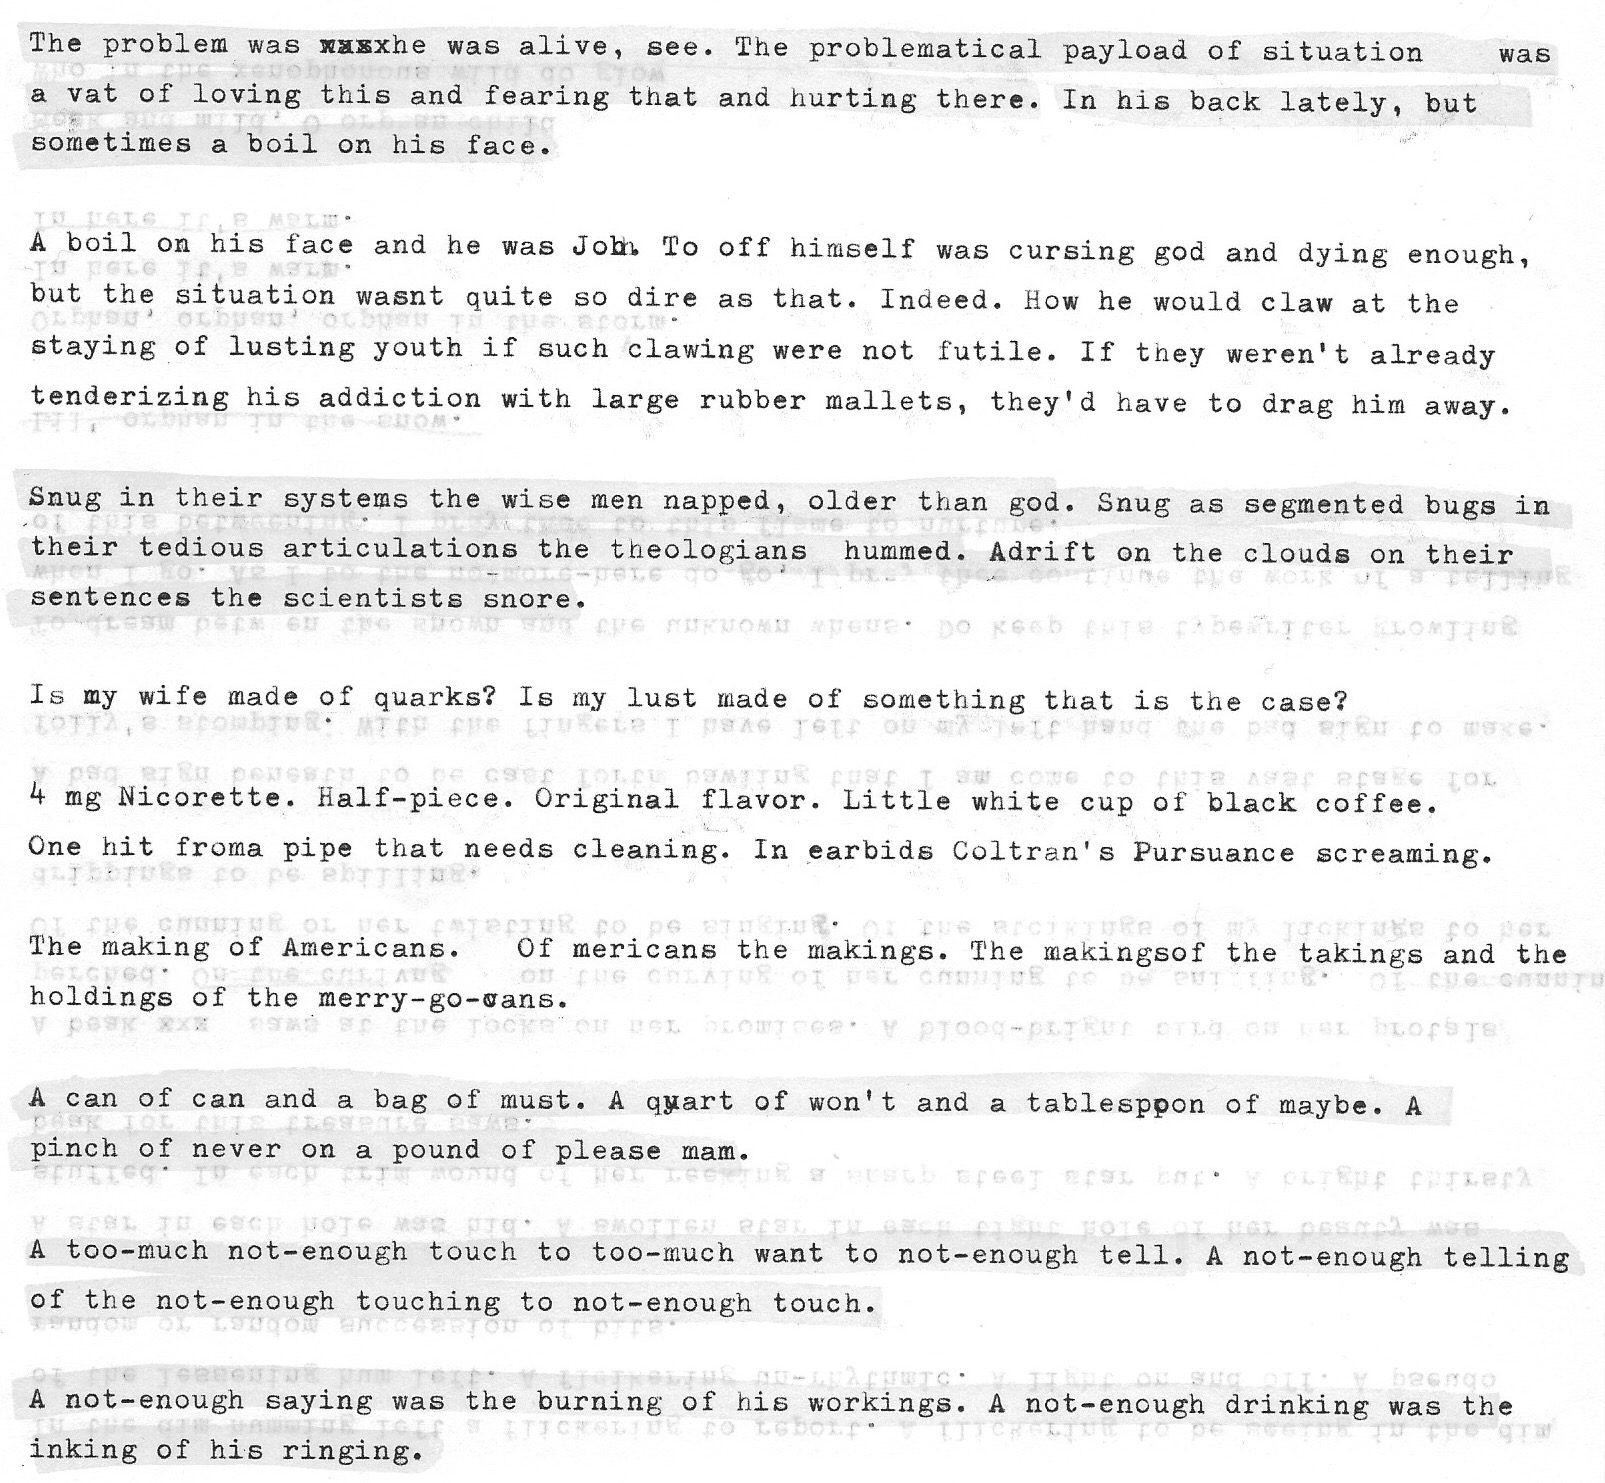 The problem was wasxhe was alive, see. The problematical payload of situation was
a vat of loving this and fearing that and hurting there. In his back lately, but
sometimes a boil on his face.
A boil on his face and he was Job. To off himself was cursing god and dying enough,
but the situation wasnt quite so dire as that. Indeed. How he would claw at the
staying of lusting youth if such clawing were not futile. If they weren't already
tenderizing his addiction with large rubber mallets, they'd have to drag him away.
Snug in their systems the wise men napped, older than god. Snug as segmented bugs in
their tedious articulations the theologians hummed. Adrift on the clouds on their
sentences the scientists snore.
Is my wife made of quarks? Is my lust made of something that is the case?
4 mg Nicorette. Half-piece. Original flavor. Little white cup of black coffee.
One hit froma pipe that needs cleaning. In earbids Coltran's Pursuance screaming.
The making of Americans. Of mericans the makings. The makingsof the takings and the
holdings of the merry-go-cans.
A can of can and a bag of must. A quart of won't and a tablespoon of maybe. A
pinch of never on a pound of please mam.
A too-much not-enough touch to too-much want to not-enough tell. A not-enough telling
of the not-enough touching to not-enough touch.
A not-enough saying was the burning of his workings. A not-enough drinking was the
inking of his ringing.